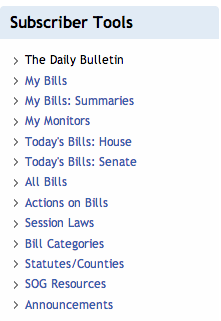 Subscriber Tools
The Daily Bulletin
My Bills
My Bills: Summaries
My Monitors
Today's Bills: House
Today's Bills: Senate
All Bills
Actions on Bills
Session Laws
Bill Categories
Statutes/Counties
SOG Resources
Announcements